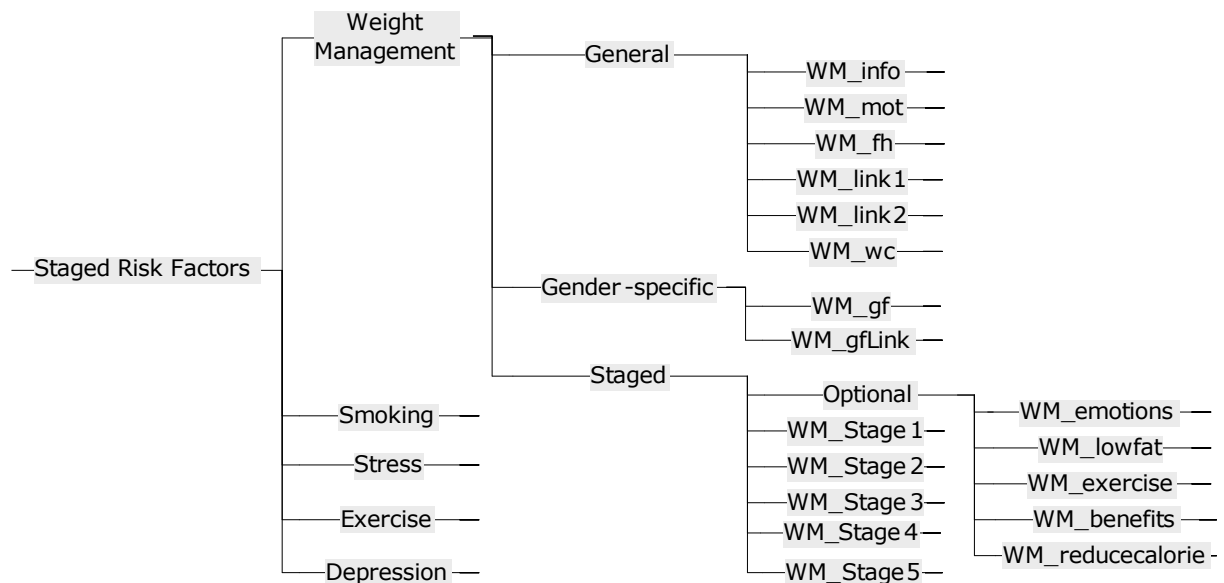 Weight
Management
General
WM_info
WM_mot
WM_fh
WM_link1
WM_link2
WM_wc
Staged Risk Factors
Gender-specific
WM_gf
WM_gfLink
Staged
Optional
WM_emotions
WM_lowfat
WM_exercise
WM_benefits
WM_reducecalorie
WM_Stage1
WM_Stage2
WM_Stage3
WM_Stage4
WM_Stage5
Smoking
Stress
Exercise
Depression